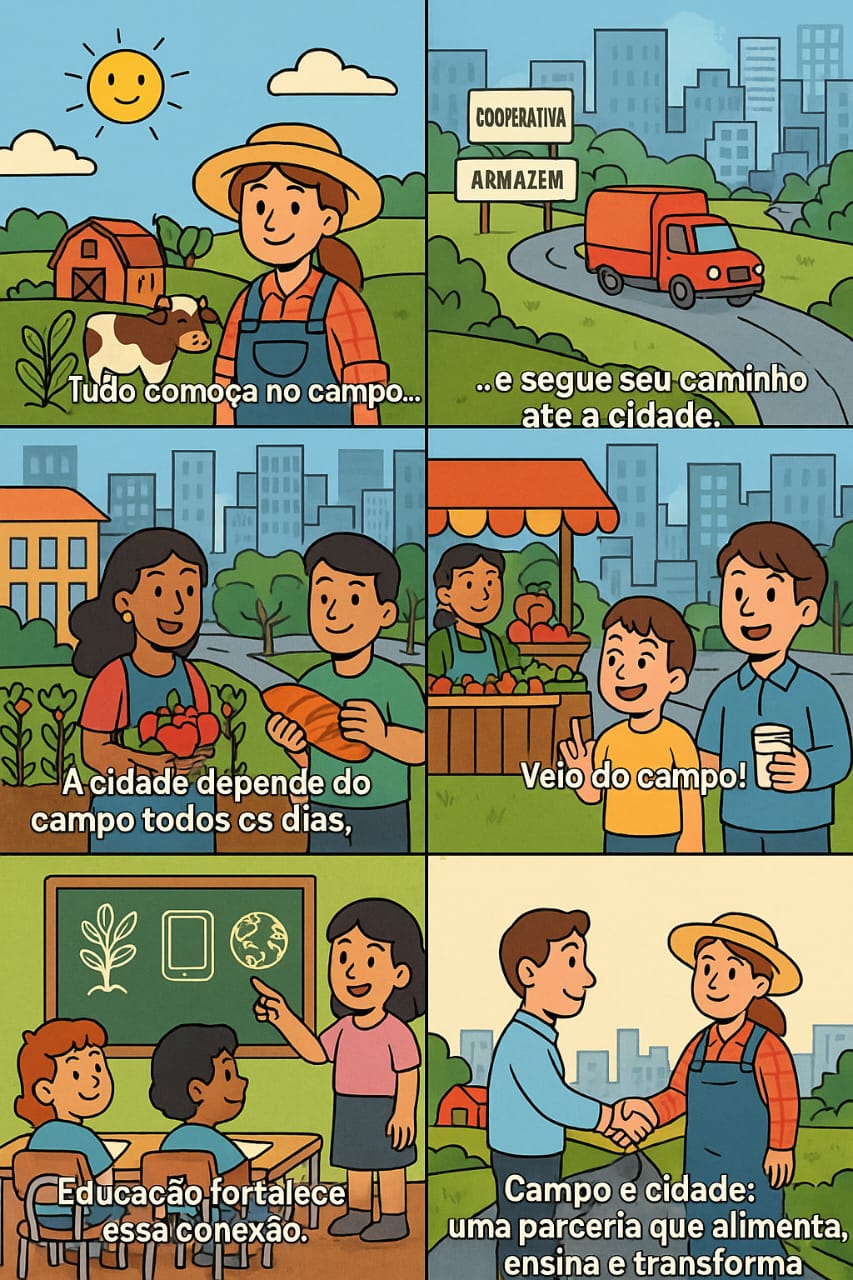 Tudo comoça no campo...
COOPERATIVA
ARMAZEM
..e segue seu caminho
ate a cidade.
A cidade depende do
campo todos cs dias,
Veio do campo!
Educacão fortalece
essa conexão.
Campo e cidade:
uma parceria que alimenta,
ensina e transforma